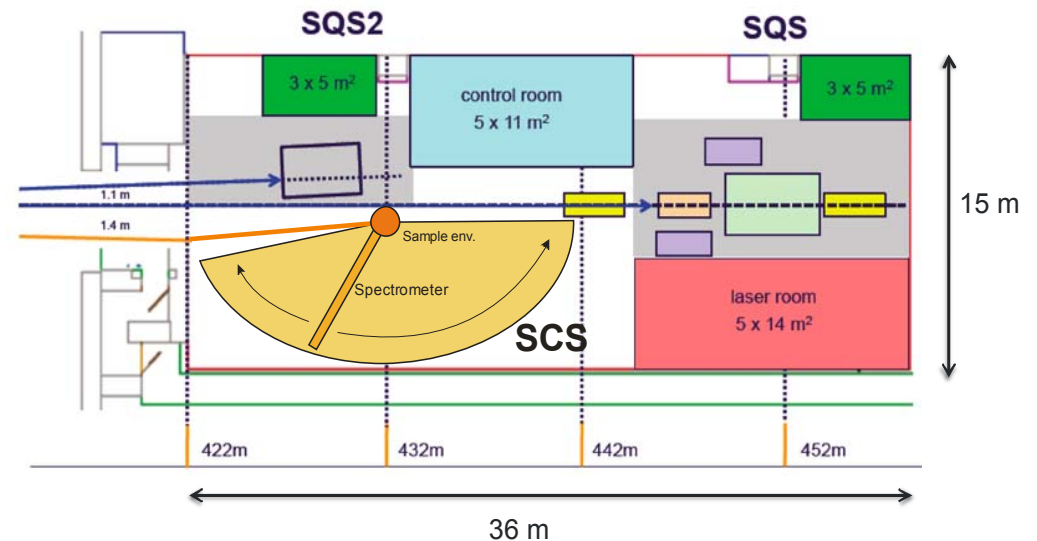 SQS2
SQS
3 x 5 m²
control room
5 x 11 m²
3 x 5 m²
1.1 m
15 m
1.4 m
Sample env.
Spectrometer
laser room
5 x 14 m²
SCS
422m
432m
442m
452m
36 m